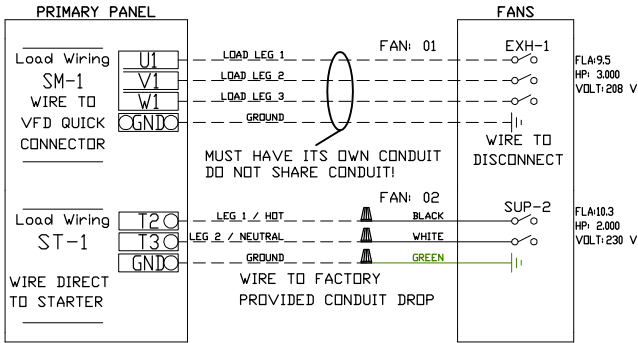 PRIMARY PANEL
FANS
Load Wiring
SM-1
WIRE TO
VFD QUICK
CONNECTOR
U1
V1
W1
GND
LOAD LEG 1
LOAD LEG 2
LOAD LEG 3
GROUND
FAN: 01
MUST HAVE ITS OWN CONDUIT
DO NOT SHARE CONDUIT!
EXH-1
WIRE TO
DISCONNECT
FLA:9.5
HP: 3.000
VOLT:208 V
Load Wiring
ST-1
WIRE DIRECT
TO STARTER
T2
T3
GND
LEG 1 / HOT
LEG 2 / NEUTRAL
GROUND
FAN: 02
BLACK
WHITE
GREEN
WIRE TO FACTORY
PROVIDED CONDUIT DROP
SUP-2
FLA:10.3
HP: 2.000
VOLT:230 V